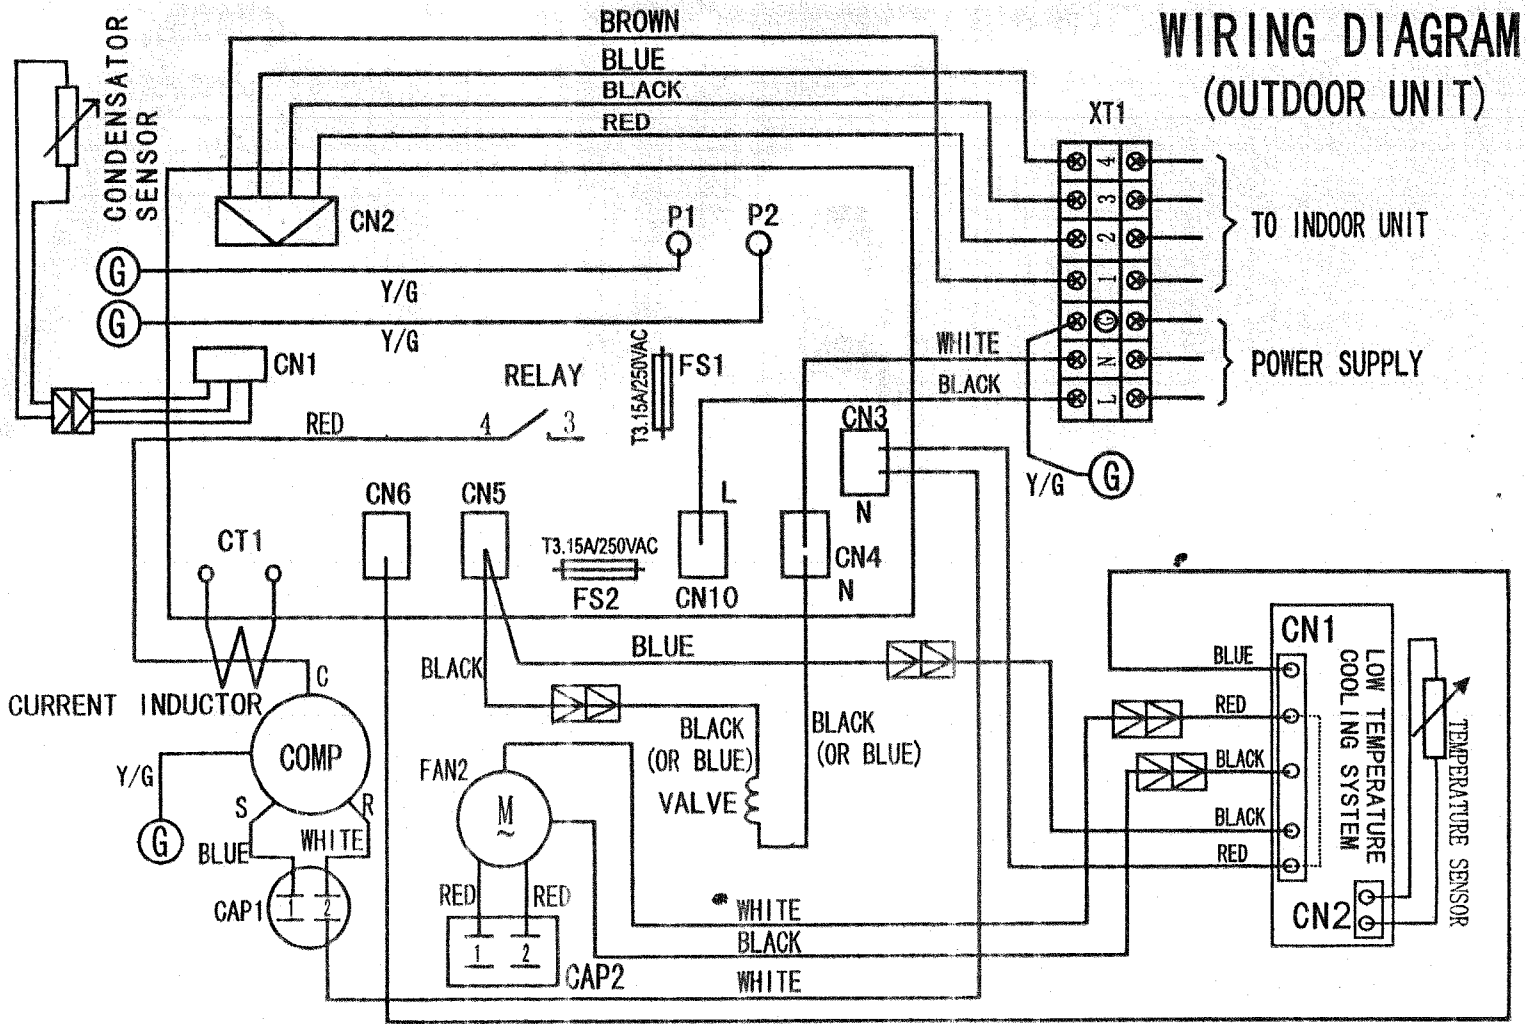 WIRING DIAGRAM
(OUTDOOR UNIT)
BROWN
BLUE
BLACK
RED
CONDENSATOR
SENSOR
XT1
4
3
2
1
G
N
L
TO INDOOR UNIT
POWER SUPPLY
CN2
P1
P2
G
Y/G
G
Y/G
CN1
RELAY
RED
4
3
T3.15A/250VAC
FS1
WHITE
BLACK
CN3
N
Y/G
G
CN6
CN5
L
CT1
T3.15A/250VAC
FS2
CN10
CN4
N
BLUE
BLACK
C
CURRENT INDUCTOR
COMP
Y/G
G
S
R
BLUE
WHITE
CAP1
1
2
FAN2
M
~
BLACK
(OR BLUE)
VALVE
BLACK
(OR BLUE)
RED
RED
1
2
CAP2
WHITE
BLACK
WHITE
CN1
BLUE
RED
BLACK
BLACK
RED
LOW TEMPERATURE
COOLING SYSTEM
CN2
TEMPERATURE SENSOR